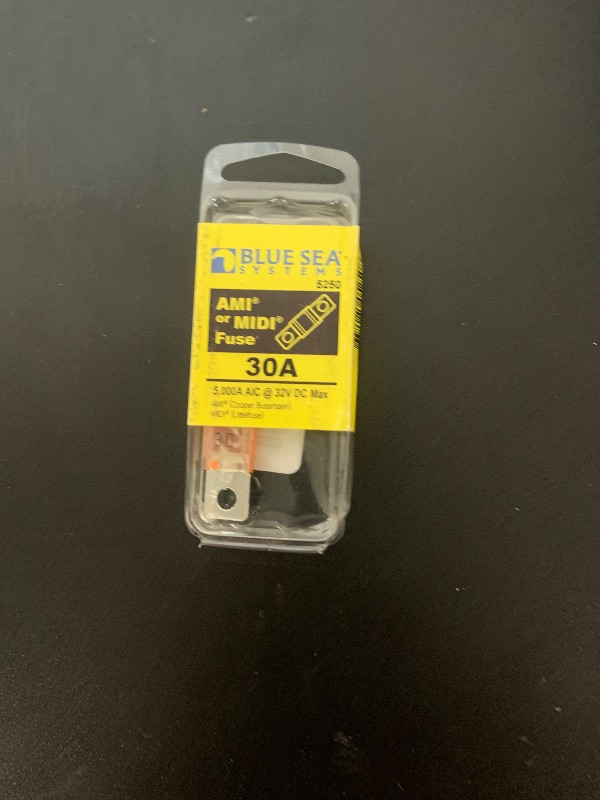 BLUE SEA®
SYSTEMS
5250
AMI®
or MIDI®
Fuse
30A
5,000A AIC @ 32V DC Max
AMI® (Cooper Bussmann)
MIDI® (Littelfuse)
30